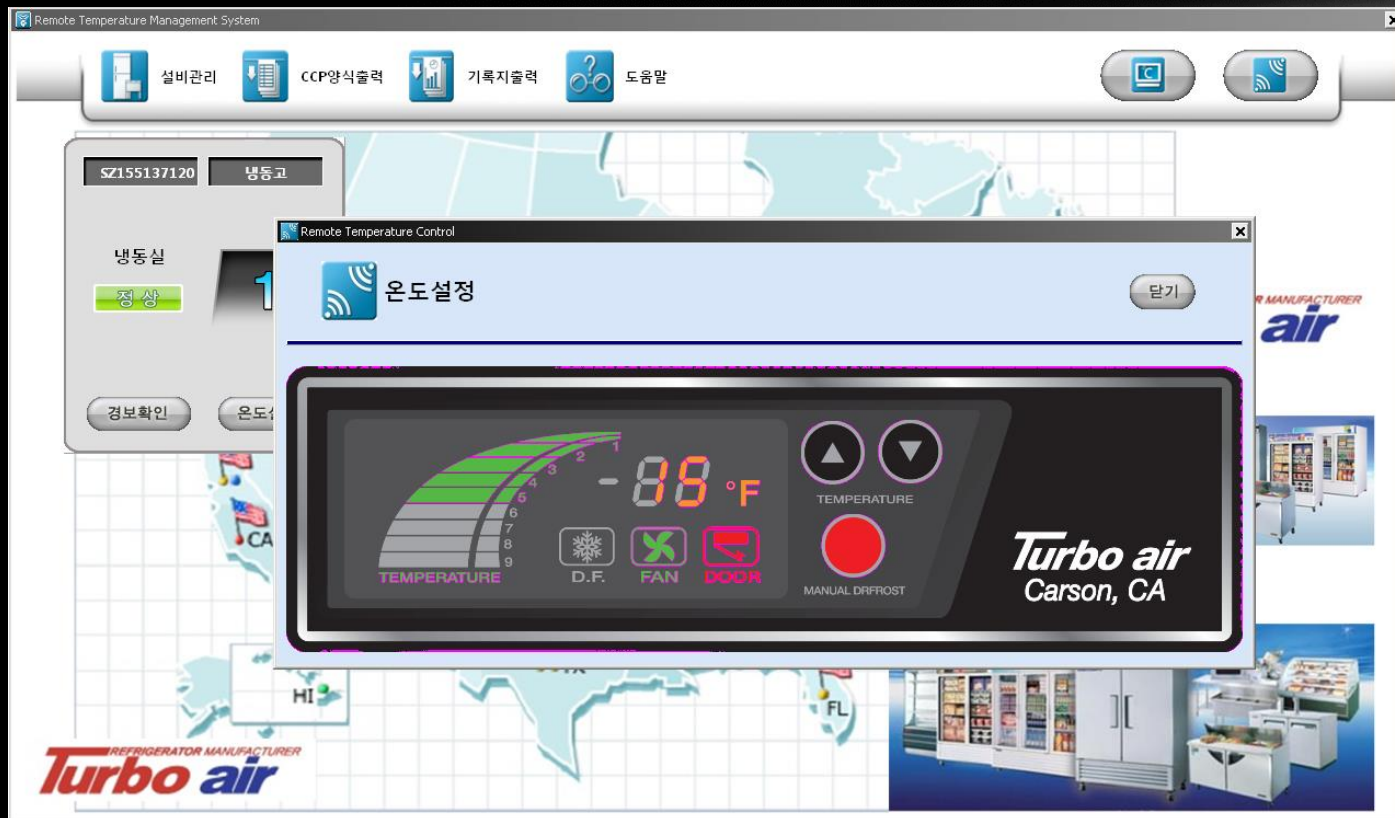 Remote Temperature Management System
설비관리
CCP양식출력
기록지출력
도움말
SZ155137120
냉동고
냉동실
정상
1
경보확인
Remote Temperature Control
온도설정
닫기
R MANUFACTURER
air
1
2
3
4
5
6
7
8
9
TEMPERATURE
-15 °F
D.F.
FAN
DOOR
TEMPERATURE
MANUAL DRFROST
Turbo air
Carson, CA
CA
HI
FL
REFRIGERATOR MANUFACTURER
Turbo air